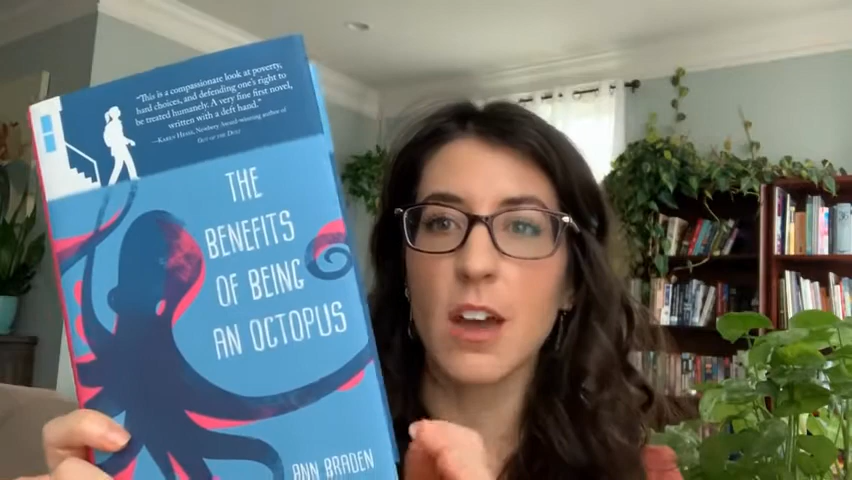 "This is a compassionate look at poverty,
hard choices, and defending one's right to
be treated humanely. A very fine first novel,
written with a deft hand."
—KAREN HESSE, Newbery Award-winning author of
OUT OF THE DUST
THE
BENEFITS
OF BEING
AN OCTOPUS
ANN BRADEN